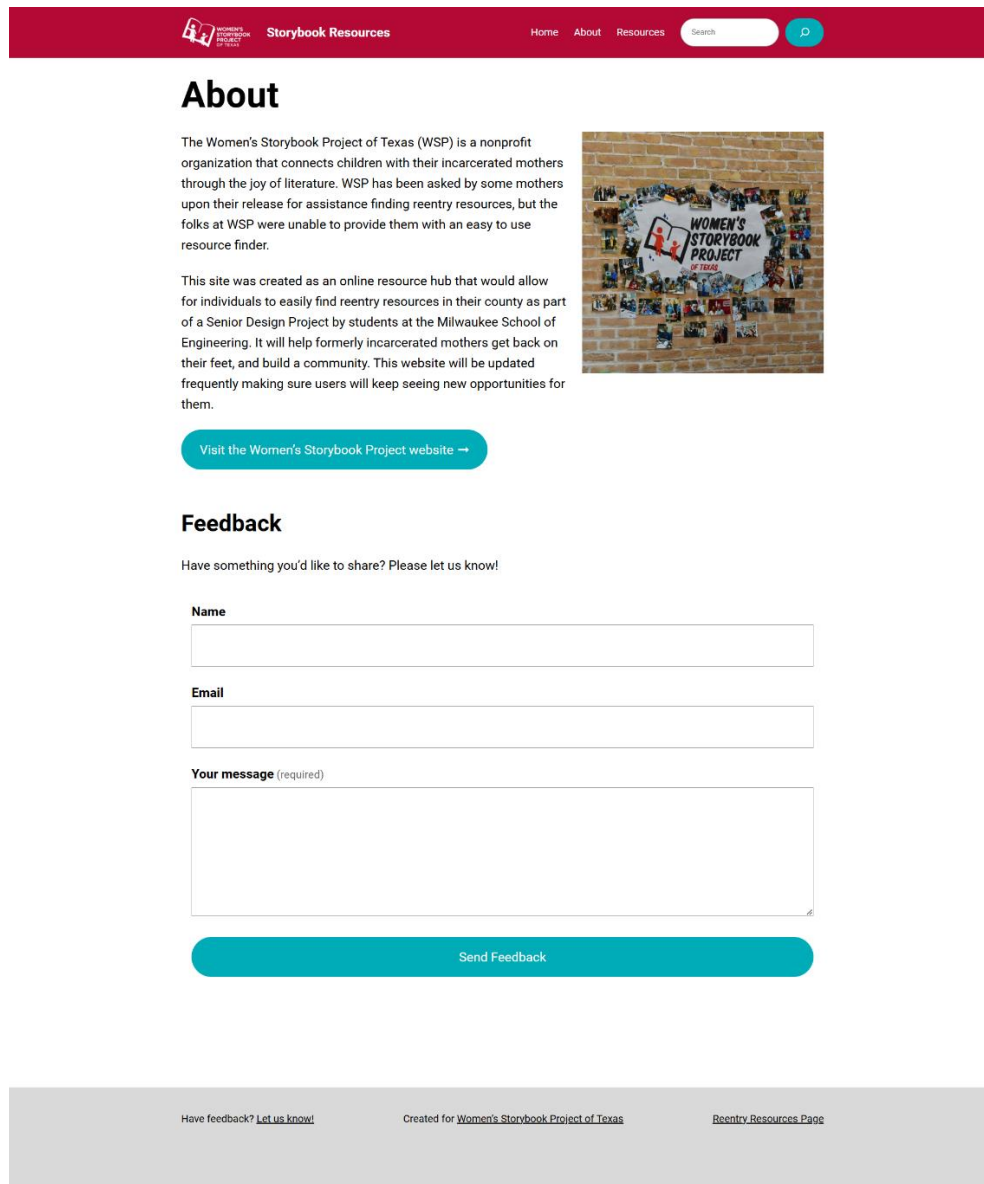 WOMEN'S
STORYBOOK
PROJECT
OF TEXAS
Storybook Resources
Home About Resources Search
About
The Women's Storybook Project of Texas (WSP) is a nonprofit
organization that connects children with their incarcerated mothers
through the joy of literature. WSP has been asked by some mothers
upon their release for assistance finding reentry resources, but the
folks at WSP were unable to provide them with an easy to use
resource finder.
This site was created as an online resource hub that would allow
for individuals to easily find reentry resources in their county as part
of a Senior Design Project by students at the Milwaukee School of
Engineering. It will help formerly incarcerated mothers get back on
their feet, and build a community. This website will be updated
frequently making sure users will keep seeing new opportunities for
them.
WOMEN'S
STORYBOOK
PROJECT
OF TEXAS
Visit the Women's Storybook Project website →
Feedback
Have something you'd like to share? Please let us know!
Name
Email
Your message (required)
Send Feedback
Have feedback? Let us know! Created for Women's Storybook Project of Texas Reentry Resources Page